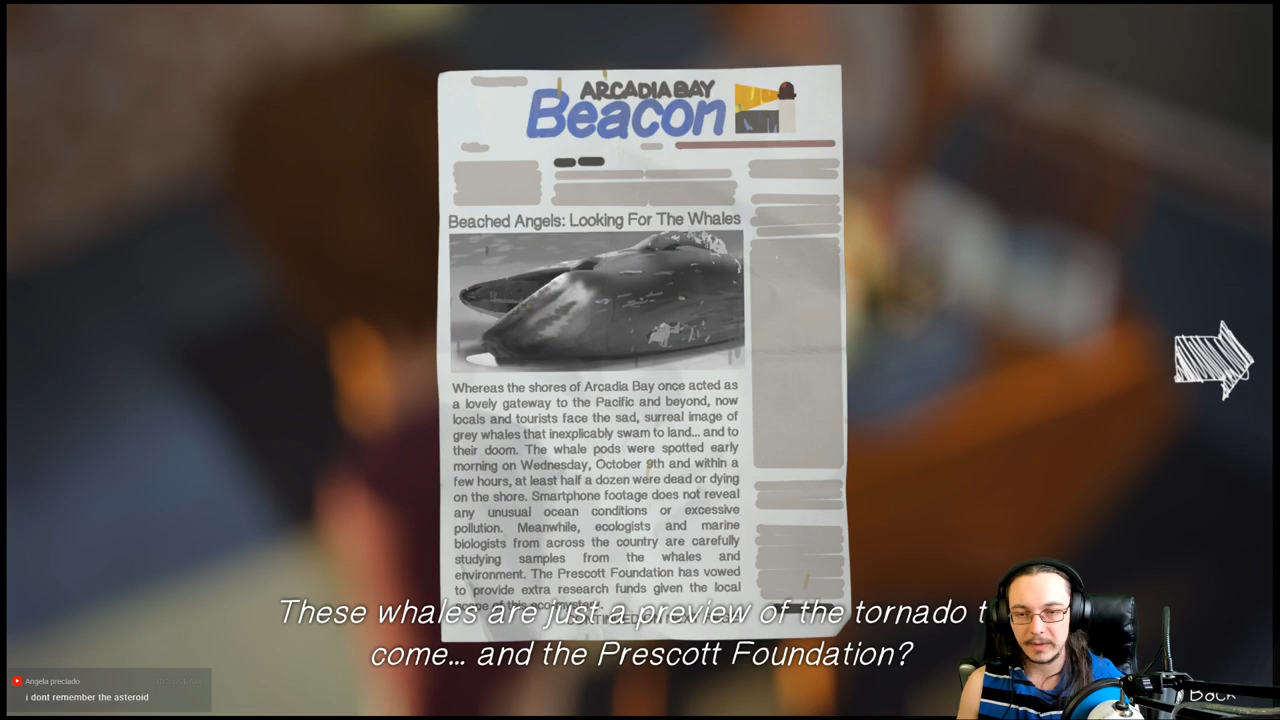 ARCADIA BAY
Beacon
Beached Angels: Looking For The Whales
Whereas the shores of Arcadia Bay once acted as
a lovely gateway to the Pacific and beyond, now
locals and tourists face the sad, surreal image of
grey whales that inexplicably swam to land... and to
their doom. The whale pods were spotted early
morning on Wednesday, October 9th and within a
few hours, at least half a dozen were dead or dying
on the shore. Smartphone footage does not reveal
any unusual ocean conditions or excessive
pollution. Meanwhile, ecologists and marine
biologists from across the country are carefully
studying samples from the whales and
environment. The Prescott Foundation has vowed
to provide extra research funds given the local
These whales are just a preview of the tornado t
come... and the Prescott Foundation?
Angela preciado
i dont remember the asteroid
Back